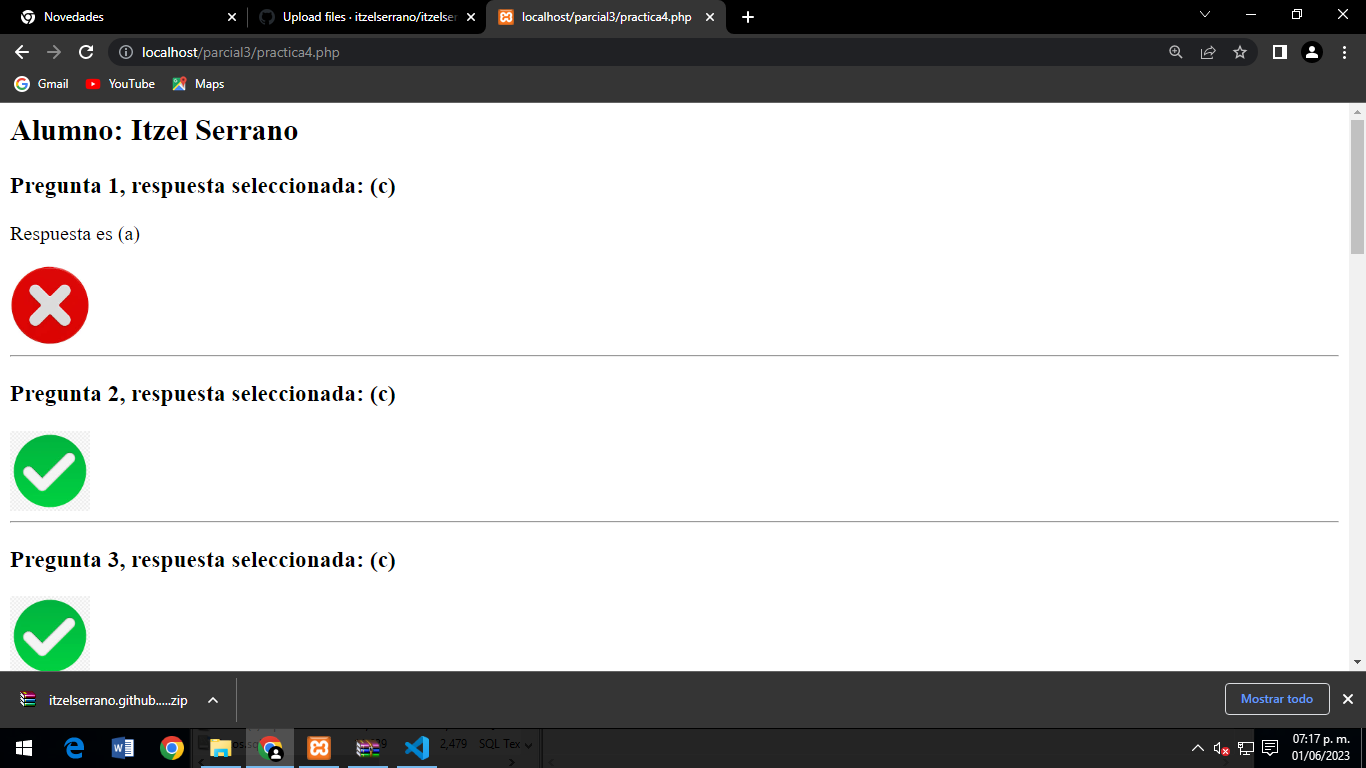 Novedades
Upload files · itzelserrano/itzelser
localhost/parcial3/practica4.php
localhost/parcial3/practica4.php
Gmail
YouTube
Maps
Alumno: Itzel Serrano
Pregunta 1, respuesta seleccionada: (c)
Respuesta es (a)
Pregunta 2, respuesta seleccionada: (c)
Pregunta 3, respuesta seleccionada: (c)
itzelserrano.github.....zip
Mostrar todo
2,479 SQL Tex
07:17 p. m.
01/06/2023